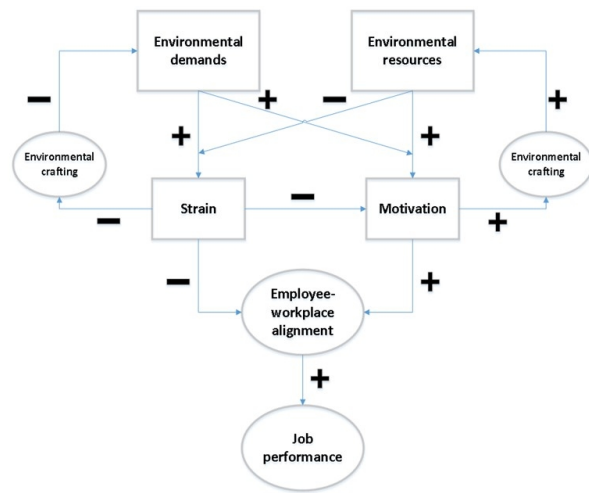 Environmental
demands
Environmental
resources
−
+
−
+
+
+
Environmental
crafting
Environmental
crafting
Strain
−
Motivation
−
+
−
+
Employee-
workplace
alignment
+
Job
performance